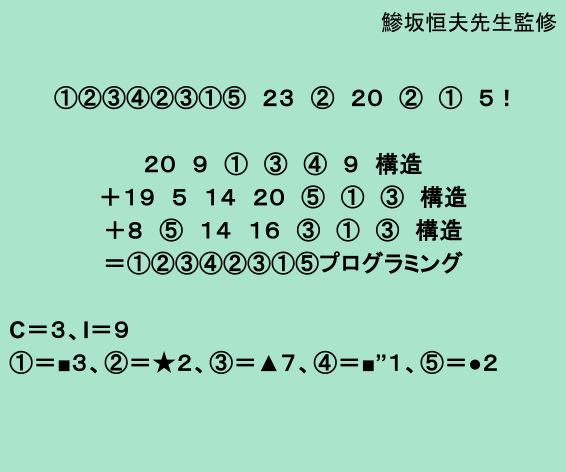 鰺坂恒夫先生監修
①②③④②③①⑤ 23 ② 20 ② ① 5!
20 9 ① ③ ④ 9 構造
+19 5 14 20 ⑤ ① ③ 構造
+8 ⑤ 14 16 ③ ① ③ 構造
=①②③④②③①⑤プログラミング
C=3、I=9
①=■3、②=★2、③=▲7、④=■”1、⑤=●2